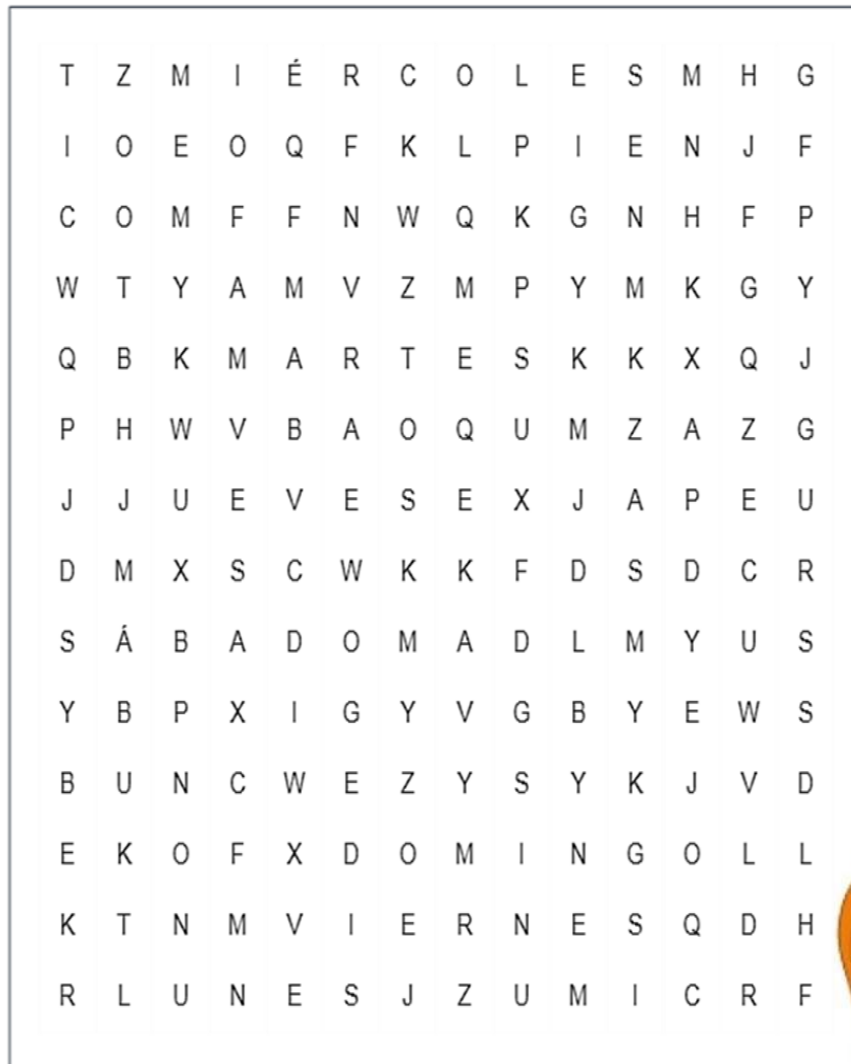 T Z M I É R C O L E S M H G
I O E O Q F K L P I E N J F
C O M F F N W Q K G N H F P
W T Y A M V Z M P Y M K G Y
Q B K M A R T E S K K X Q J
P H W V B A O Q U M Z A Z G
J J U E V E S E X J A P E U
D M X S C W K K F D S D C R
S Á B A D O M A D L M Y U S
Y B P X I G Y V G B Y E W S
B U N C W E Z Y S Y K J V D
E K O F X D O M I N G O L L
K T N M V I E R N E S Q D H
R L U N E S J Z U M I C R F